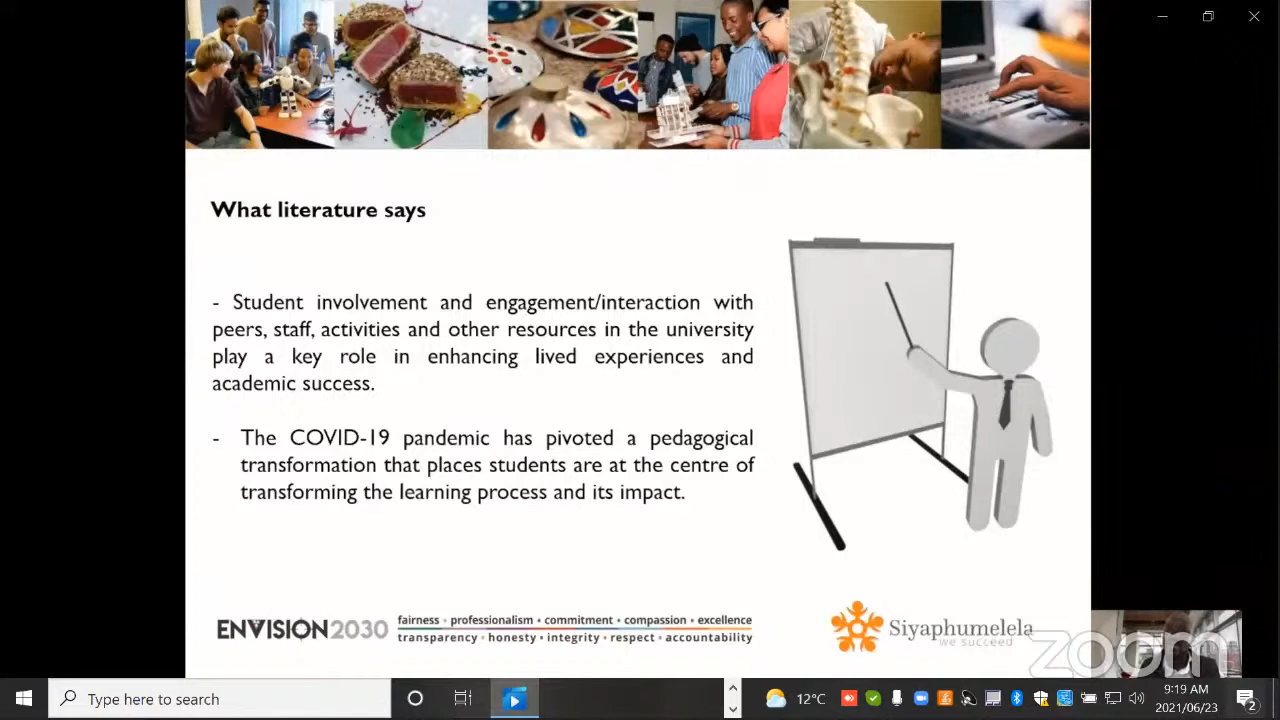 What literature says
- Student involvement and engagement/interaction with
peers, staff, activities and other resources in the university
play a key role in enhancing lived experiences and
academic success.
- The COVID-19 pandemic has pivoted a pedagogical
transformation that places students are at the centre of
transforming the learning process and its impact.
ENVISION2030
fairness • professionalism • commitment • compassion • excellence
transparency • honesty • integrity • respect • accountability
Siyaphumelela
we succeed
zoom
Type here to search
12°C
9:19 AM
2021/06/23
2